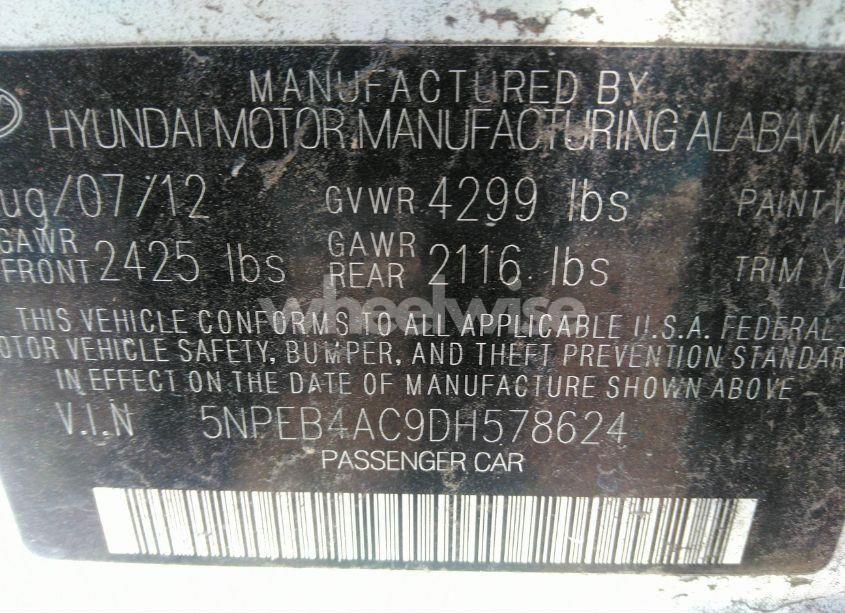 MANUFACTURED BY
HYUNDAI MOTOR MANUFACTURING ALABAMA
ug/07/12 GVWR 4299 lbs PAINT
GAWR FRONT 2425 lbs GAWR REAR 2116 lbs TRIM
wheelwise
THIS VEHICLE CONFORMS TO ALL APPLICABLE U.S.A. FEDERAL
OTOR VEHICLE SAFETY, BUMPER, AND THEFT PREVENTION STANDAR
IN EFFECT ON THE DATE OF MANUFACTURE SHOWN ABOVE
V.I.N 5NPEB4AC9DH578624
PASSENGER CAR